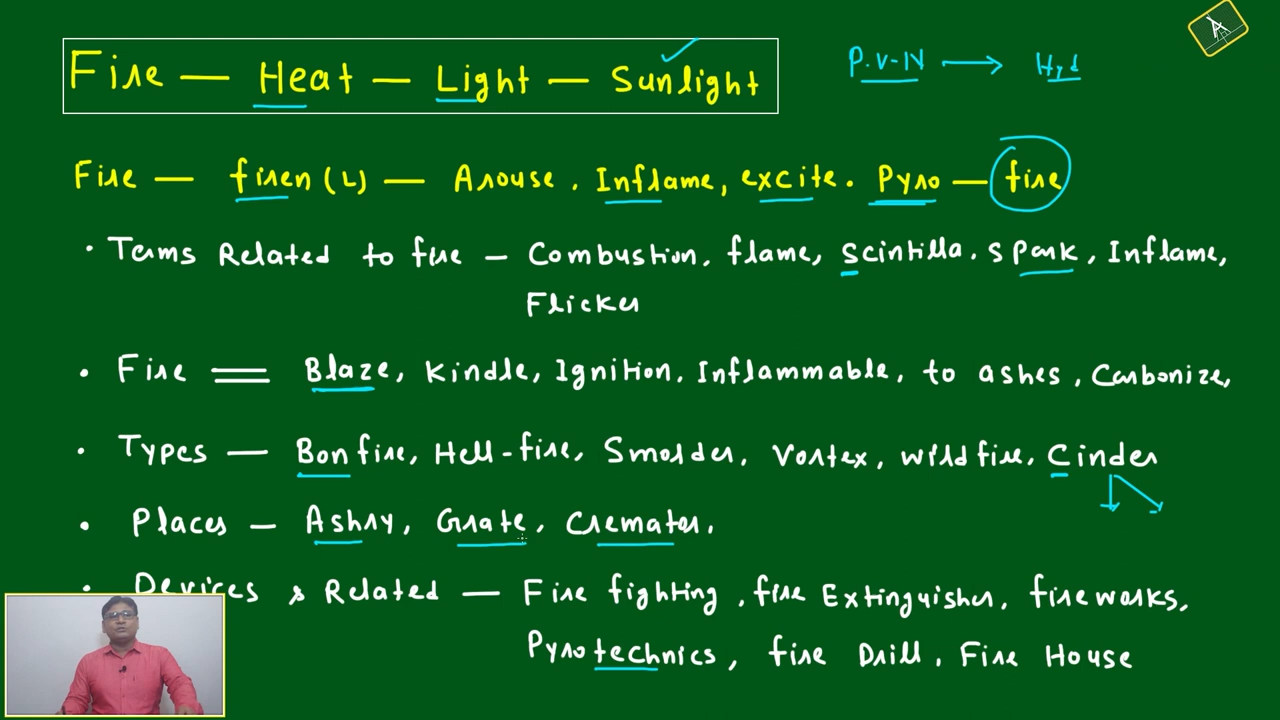 Fire — Heat — Light — Sunlight
P.V-N → Hyd
Fire — firen (L) — Arouse. Inflame, excite. Pyro — fire
• Terms Related to fire — Combustion, flame, Scintilla. Spark, Inflame,
Flicker
• Fire = Blaze, Kindle, Ignition, Inflammable, to ashes, Carbonize,
• Types — Bonfire, Hell-fire, Smolder, Vortex, wildfire, Cinder
• Places — Ashry, Grate, Cremator,
• Devices & Related — Fire fighting, fire Extinguisher, fireworks,
Pyrotechnics, fire Drill, Fire House